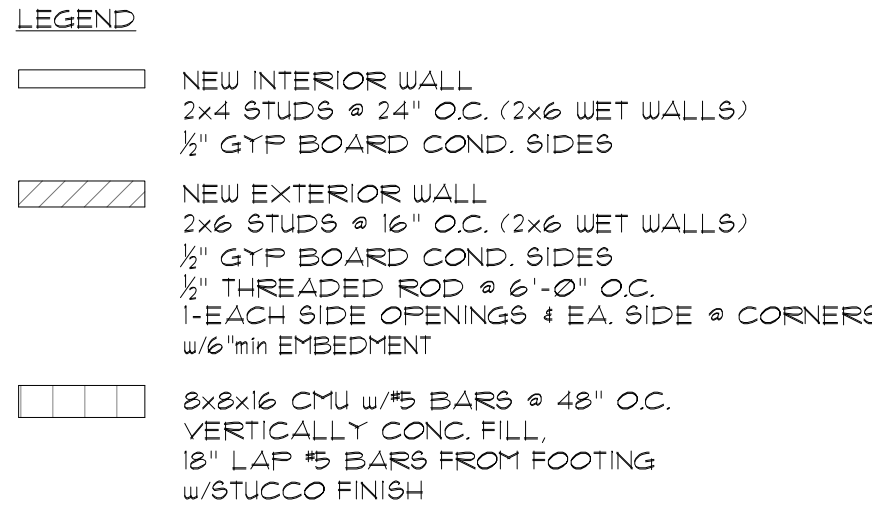 LEGEND
NEW INTERIOR WALL
2x4 STUDS @ 24" O.C. (2x6 WET WALLS)
½" GYP BOARD COND. SIDES
NEW EXTERIOR WALL
2x6 STUDS @ 16" O.C. (2x6 WET WALLS)
½" GYP BOARD COND. SIDES
½" THREADED ROD @ 6'-0" O.C.
1-EACH SIDE OPENINGS & EA. SIDE @ CORNERS
w/6"min EMBEDMENT
8x8x16 CMU w/#5 BARS @ 48" O.C.
VERTICALLY CONC. FILL,
18" LAP #5 BARS FROM FOOTING
w/STUCCO FINISH